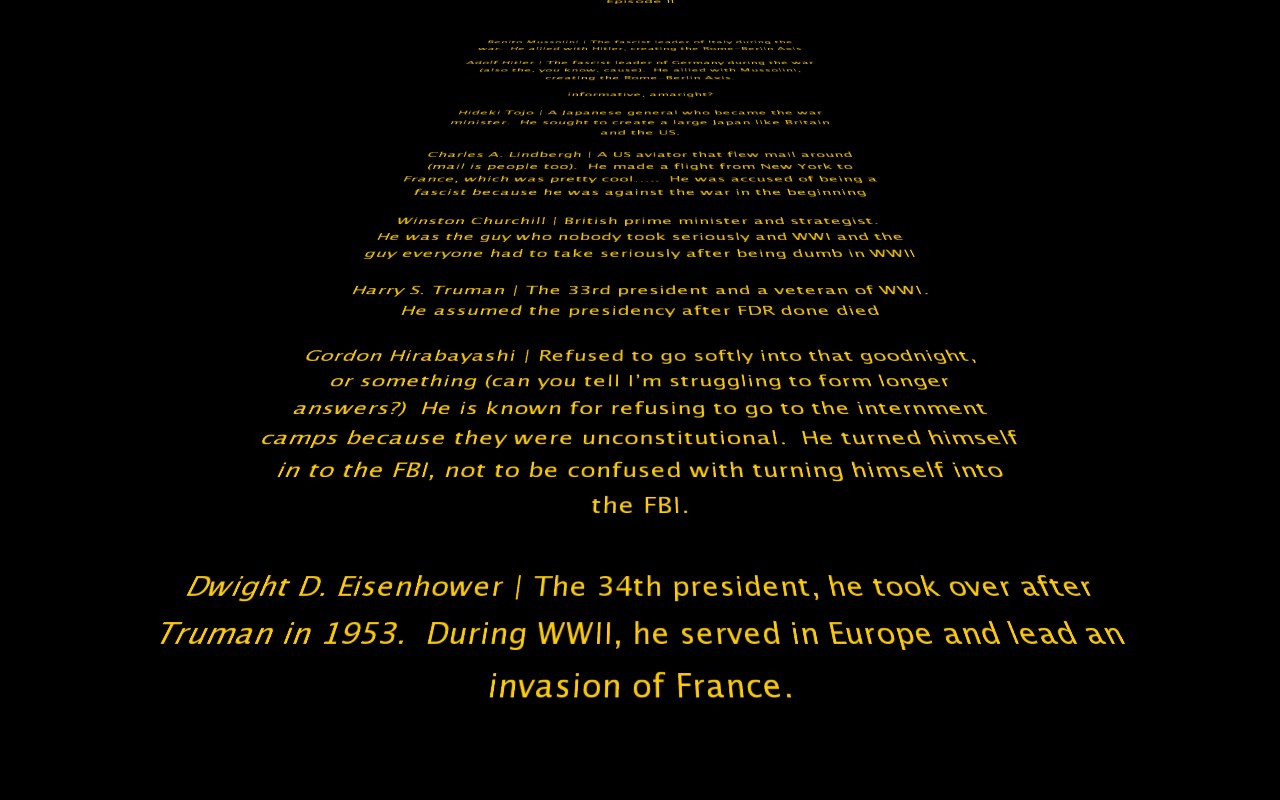 Episode II
Benito Mussolini | The fascist leader of Italy during the
war.  He allied with Hitler, creating the Rome-Berlin Axis
Adolf Hitler | The fascist leader of Germany during the war
(also the, you know, cause).  He allied with Mussolini,
creating the Rome-Berlin Axis.
informative, amaright?
Hideki Tojo | A Japanese general who became the war
minister.  He sought to create a large Japan like Britain
and the US.
Charles A. Lindbergh | A US aviator that flew mail around
(mail is people too).  He made a flight from New York to
France, which was pretty cool.....  He was accused of being a
fascist because he was against the war in the beginning
Winston Churchill | British prime minister and strategist.
He was the guy who nobody took seriously and WWI and the
guy everyone had to take seriously after being dumb in WWII
Harry S. Truman | The 33rd president and a veteran of WWI.
He assumed the presidency after FDR done died
Gordon Hirabayashi | Refused to go softly into that goodnight,
or something (can you tell I'm struggling to form longer
answers?)  He is known for refusing to go to the internment
camps because they were unconstitutional.  He turned himself
in to the FBI, not to be confused with turning himself into
the FBI.
Dwight D. Eisenhower | The 34th president, he took over after
Truman in 1953.  During WWII, he served in Europe and lead an
invasion of France.